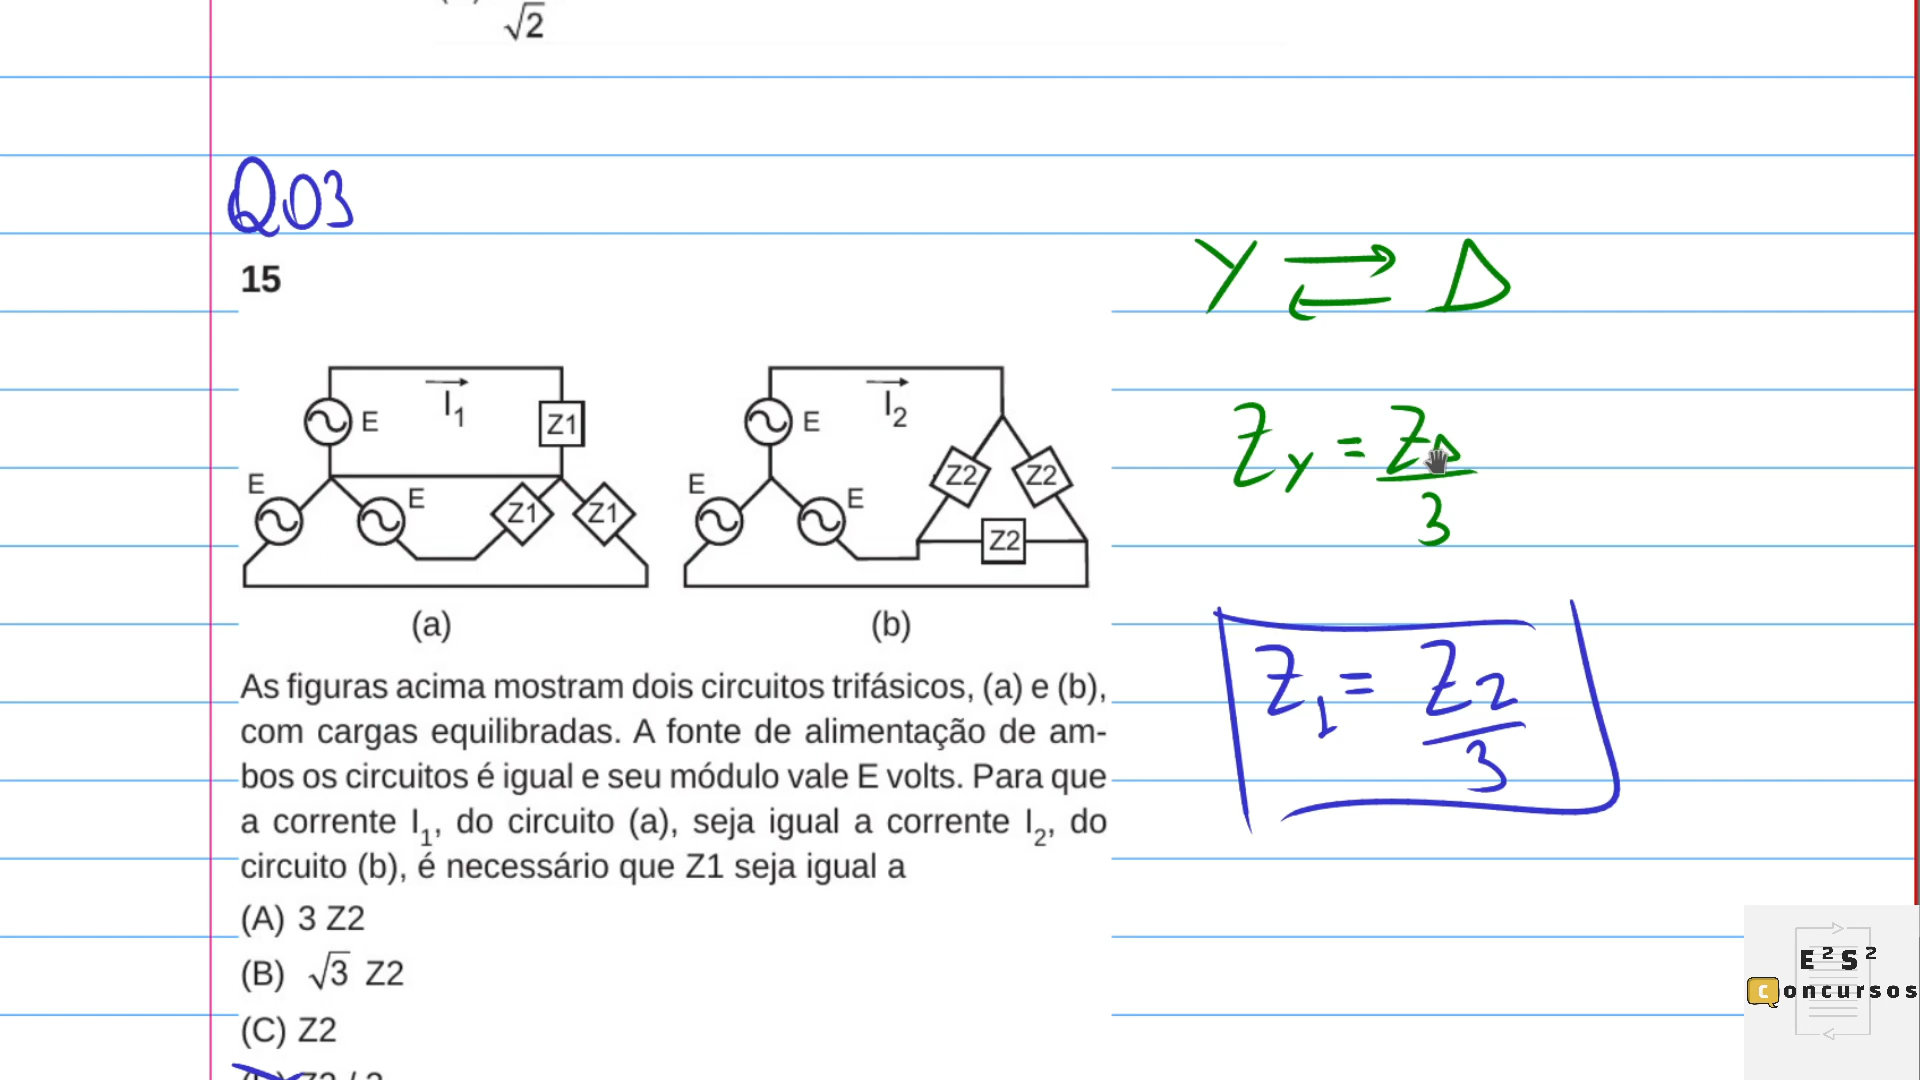 √2
Q03
15
I1
E
Z1
E
E
Z1
Z1
(a)
I2
E
E
E
Z2
Z2
Z2
(b)
As figuras acima mostram dois circuitos trifásicos, (a) e (b),
com cargas equilibradas. A fonte de alimentação de am-
bos os circuitos é igual e seu módulo vale E volts. Para que
a corrente I1, do circuito (a), seja igual a corrente I2, do
circuito (b), é necessário que Z1 seja igual a
(A) 3 Z2
(B) √3 Z2
(C) Z2
Y ⇄ Δ
ZY = ZΔ
3
Z1 = Z2
3
E²S²
Concursos